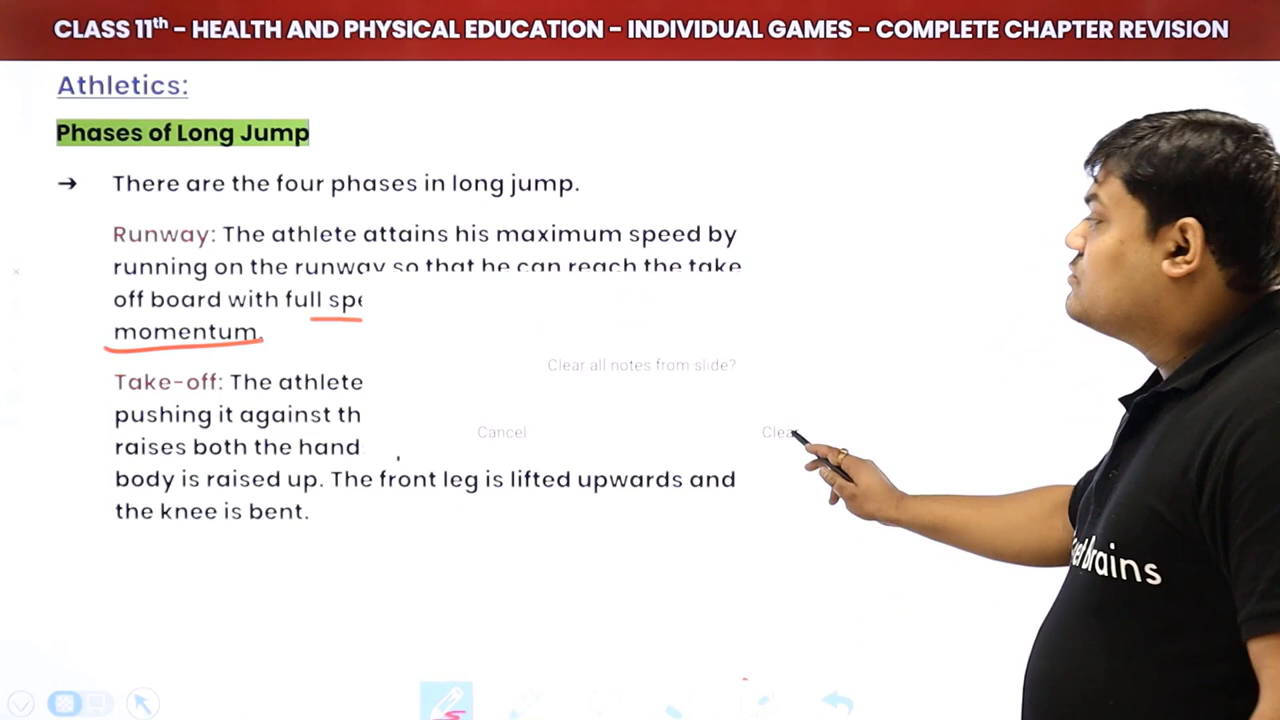 CLASS 11th – HEALTH AND PHYSICAL EDUCATION – INDIVIDUAL GAMES – COMPLETE CHAPTER REVISION
Athletics:
Phases of Long Jump
→ There are the four phases in long jump.
Runway: The athlete attains his maximum speed by
running on the runway so that he can reach the take
off board with full
momentum.
Clear all notes from slide?
Take-off: The athlete
pushing it against
Cancel Clear
raises both the hand
body is raised up. The front leg is lifted upwards and
the knee is bent.
Brains